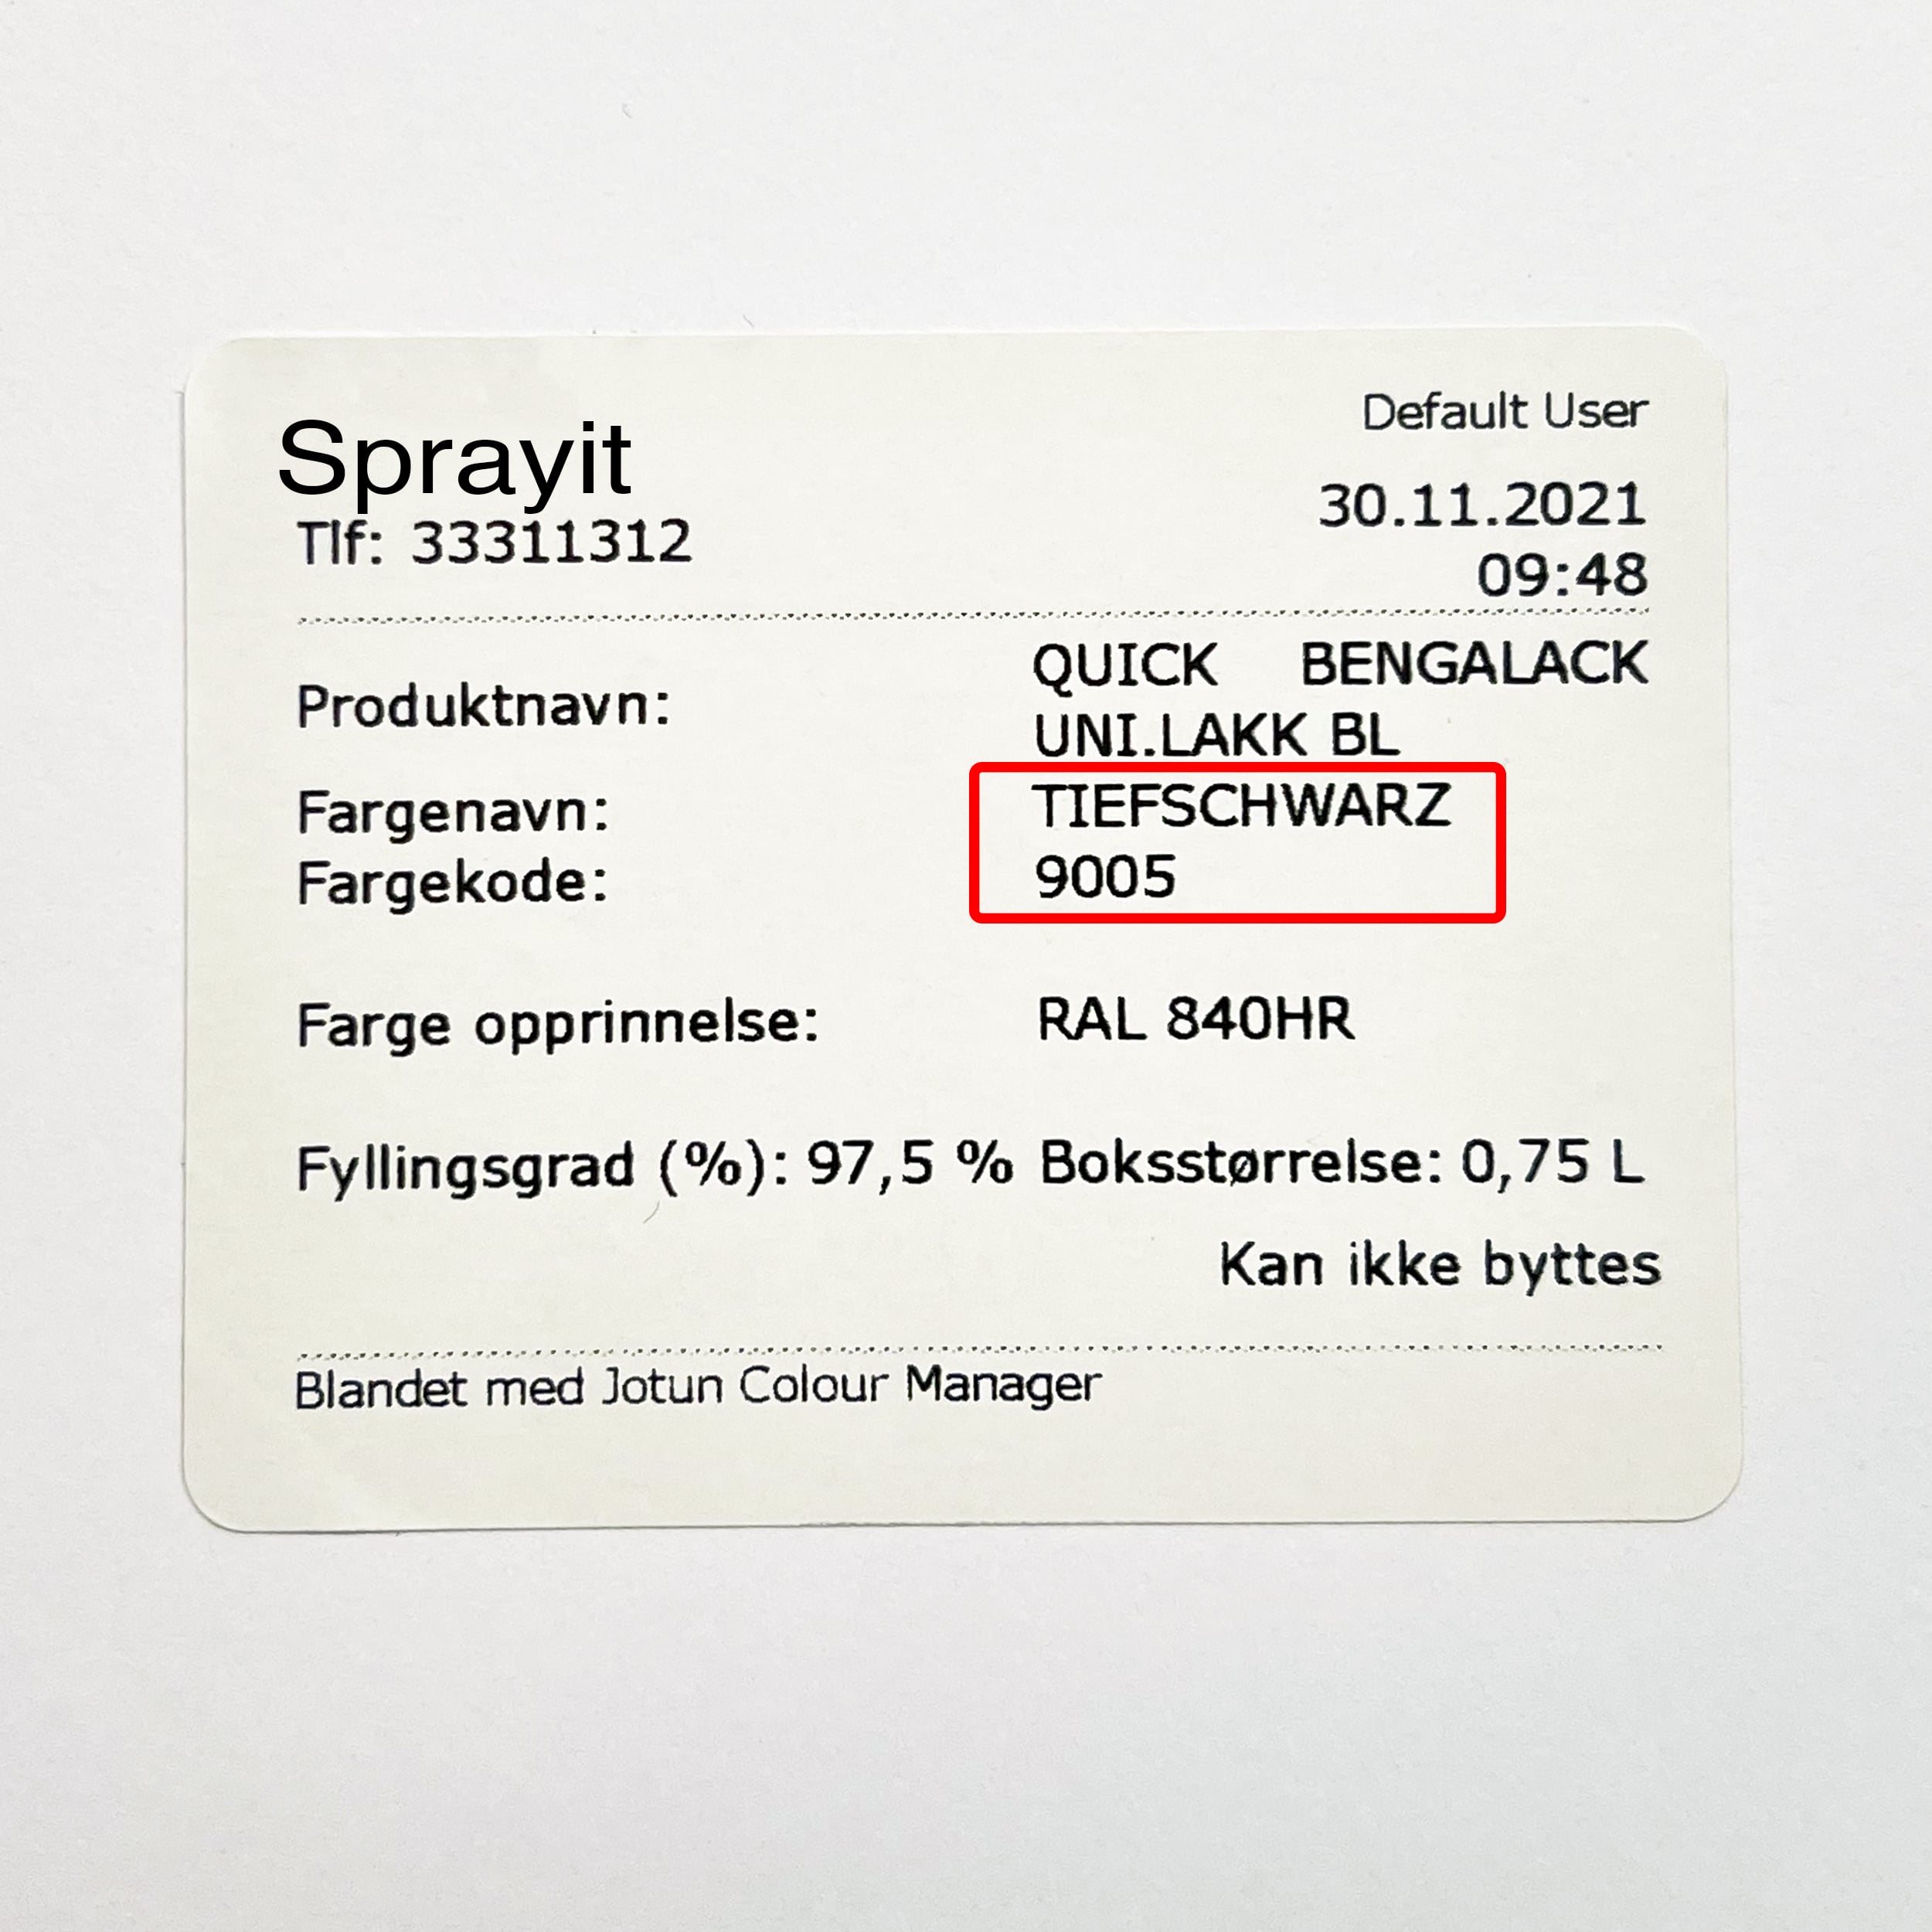 Sprayit
Default User
Tlf: 33311312
30.11.2021
09:48
Produktnavn: QUICK BENGALACK
UNI.LAKK BL
Fargenavn: TIEFSCHWARZ
Fargekode: 9005
Farge opprinnelse: RAL 840HR
Fyllingsgrad (%): 97,5 % Boksstørrelse: 0,75 L
Kan ikke byttes
Blandet med Jotun Colour Manager